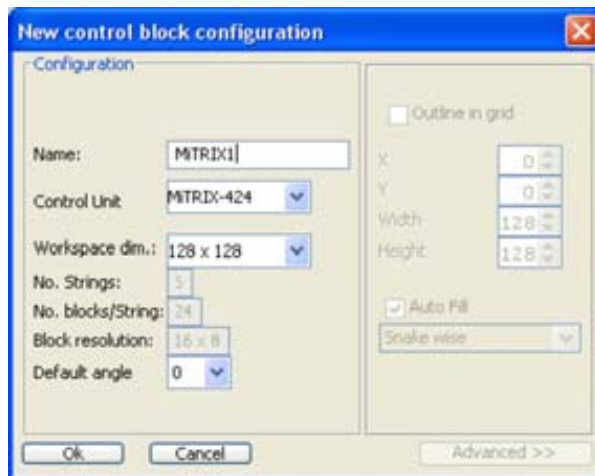 New control block configuration
Configuration
Name: MiTRIX1
Control Unit MiTRIX-424
Workspace dim.: 128 x 128
No. Strings: 5
No. blocks/String: 24
Block resolution: 16 x 8
Default angle 0
Outline in grid
X 0
Y 0
Width 128
Height 128
Auto Fill
Snake wise
Ok Cancel Advanced >>